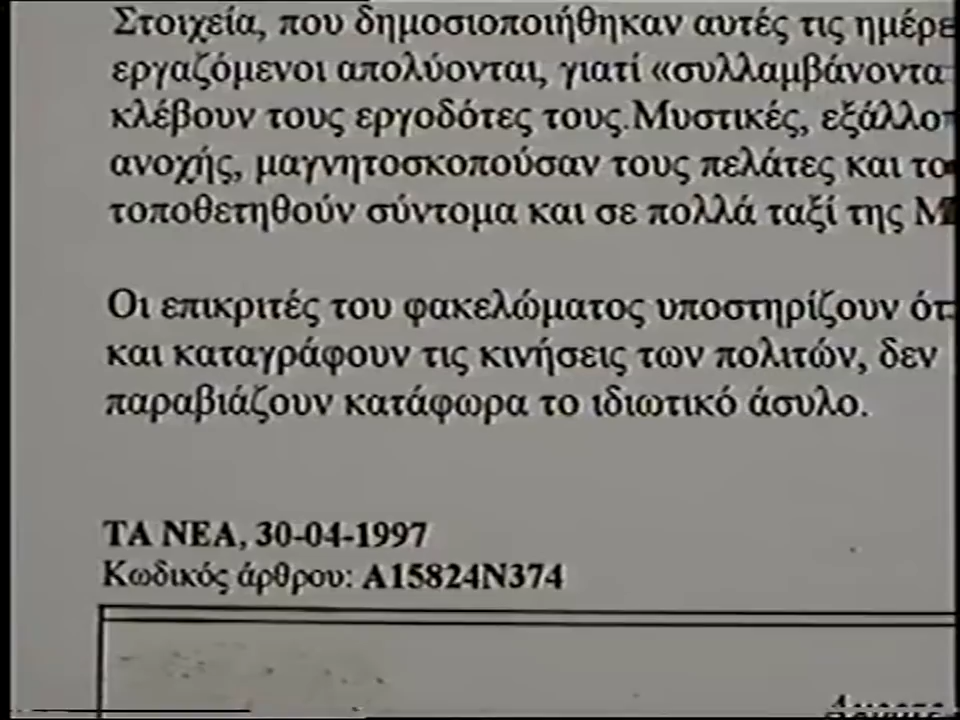 Στοιχεία, που δημοσιοποιήθηκαν αυτές τις ημέρε
εργαζόμενοι απολύονται, γιατί «συλλαμβάνοντα
κλέβουν τους εργοδότες τους.Μυστικές, εξάλλο
ανοχής, μαγνητοσκοπούσαν τους πελάτες και το
τοποθετηθούν σύντομα και σε πολλά ταξί της Μ
Οι επικριτές του φακελώματος υποστηρίζουν ότ
και καταγράφουν τις κινήσεις των πολιτών, δεν
παραβιάζουν κατάφωρα το ιδιωτικό άσυλο.
ΤΑ ΝΕΑ, 30-04-1997
Κωδικός άρθρου: A15824N374